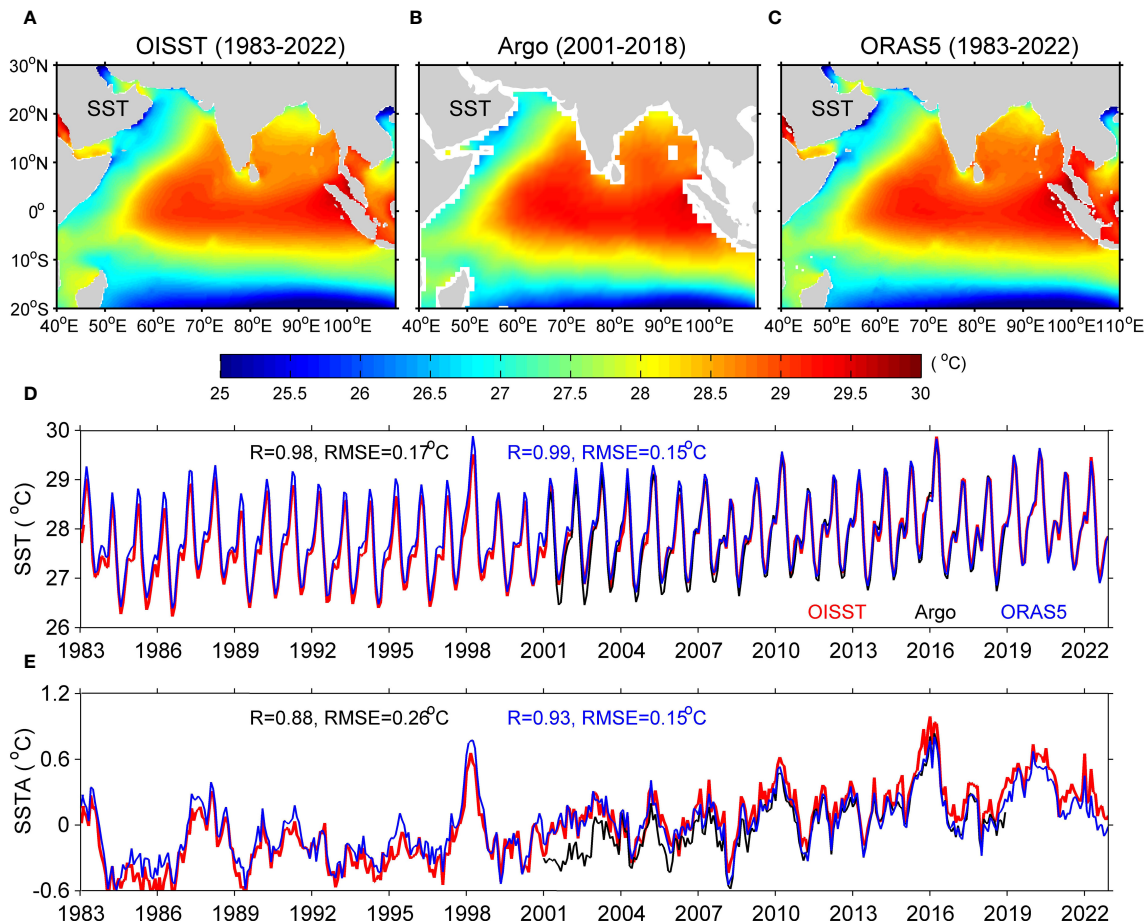 A
B
C
OISST (1983-2022)
Argo (2001-2018)
ORAS5 (1983-2022)
30°N
20°N
10°N
0°
10°S
20°S
SST
SST
SST
40°E 50°E 60°E 70°E 80°E 90°E 100°E
40°E 50°E 60°E 70°E 80°E 90°E 100°E
40°E 50°E 60°E 70°E 80°E 90°E 100°E 110°E
25 25.5 26 26.5 27 27.5 28 28.5 29 29.5 30
(°C)
D
SST (°C)
30
29
28
27
26
R=0.98, RMSE=0.17°C
R=0.99, RMSE=0.15°C
OISST Argo ORAS5
1983 1986 1989 1992 1995 1998 2001 2004 2007 2010 2013 2016 2019 2022
E
SSTA (°C)
1.2
0.6
0
-0.6
R=0.88, RMSE=0.26°C
R=0.93, RMSE=0.15°C
1983 1986 1989 1992 1995 1998 2001 2004 2007 2010 2013 2016 2019 2022